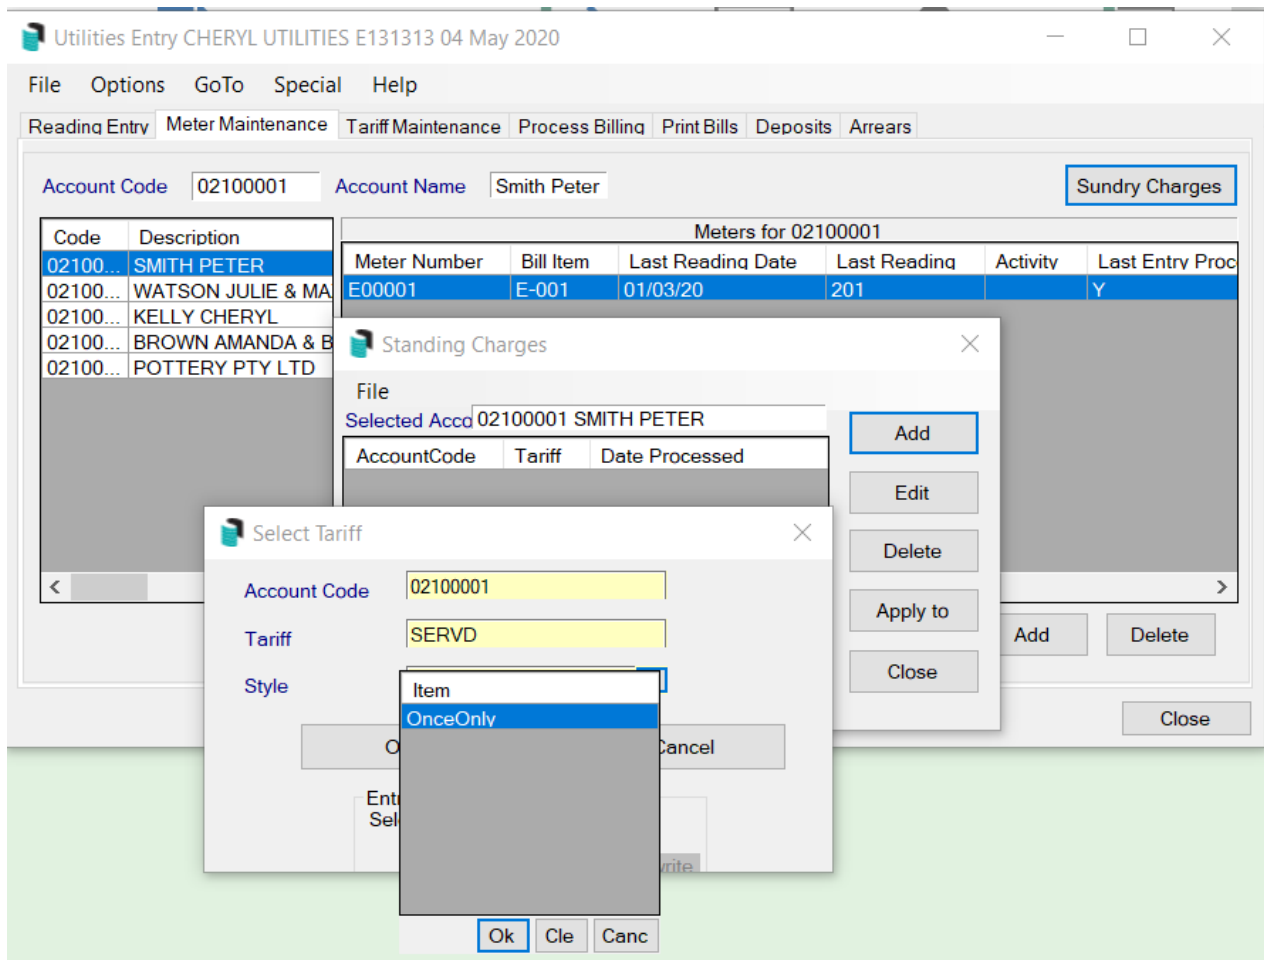 Utilities Entry CHERYL UTILITIES E131313 04 May 2020
File Options GoTo Special Help
Reading Entry Meter Maintenance Tariff Maintenance Process Billing Print Bills Deposits Arrears
Account Code 02100001 Account Name Smith Peter Sundry Charges
Meters for 02100001
Code Description
Meter Number Bill Item Last Reading Date Last Reading Activity Last Entry Proc
02100... SMITH PETER
E00001 E-001 01/03/20 201 Y
02100... WATSON JULIE & MA
02100... KELLY CHERYL
02100... BROWN AMANDA & B
02100... POTTERY PTY LTD
Standing Charges
File
Selected Acco 02100001 SMITH PETER
AccountCode Tariff Date Processed
Add
Edit
Delete
Apply to
Close
Add Delete
Close
Select Tariff
Account Code 02100001
Tariff SERVD
Style
Item
OnceOnly
O Cancel
Entr
Sel
write
Ok Cle Canc